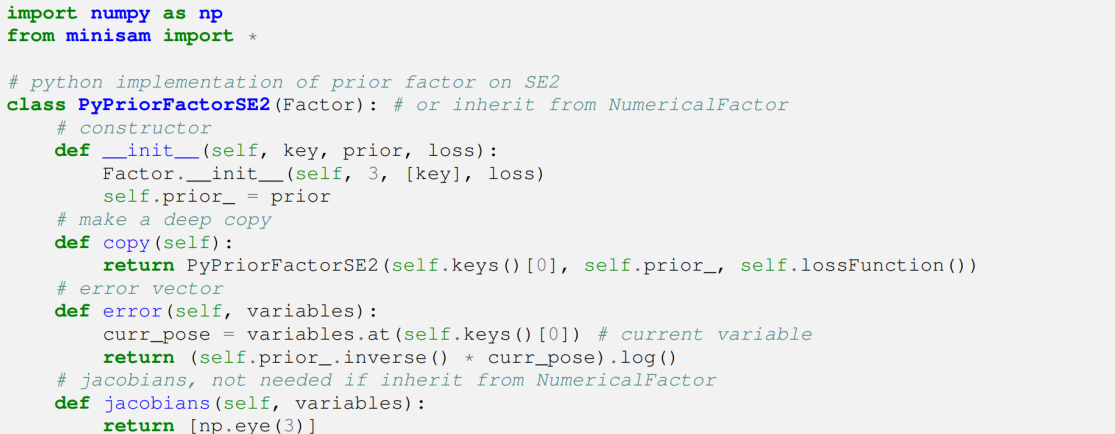 import numpy as np
from minisam import *

# python implementation of prior factor on SE2
class PyPriorFactorSE2(Factor): # or inherit from NumericalFactor
    # constructor
    def __init__(self, key, prior, loss):
        Factor.__init__(self, 3, [key], loss)
        self.prior_ = prior
    # make a deep copy
    def copy(self):
        return PyPriorFactorSE2(self.keys()[0], self.prior_, self.lossFunction())
    # error vector
    def error(self, variables):
        curr_pose = variables.at(self.keys()[0]) # current variable
        return (self.prior_.inverse() * curr_pose).log()
    # jacobians, not needed if inherit from NumericalFactor
    def jacobians(self, variables):
        return [np.eye(3)]